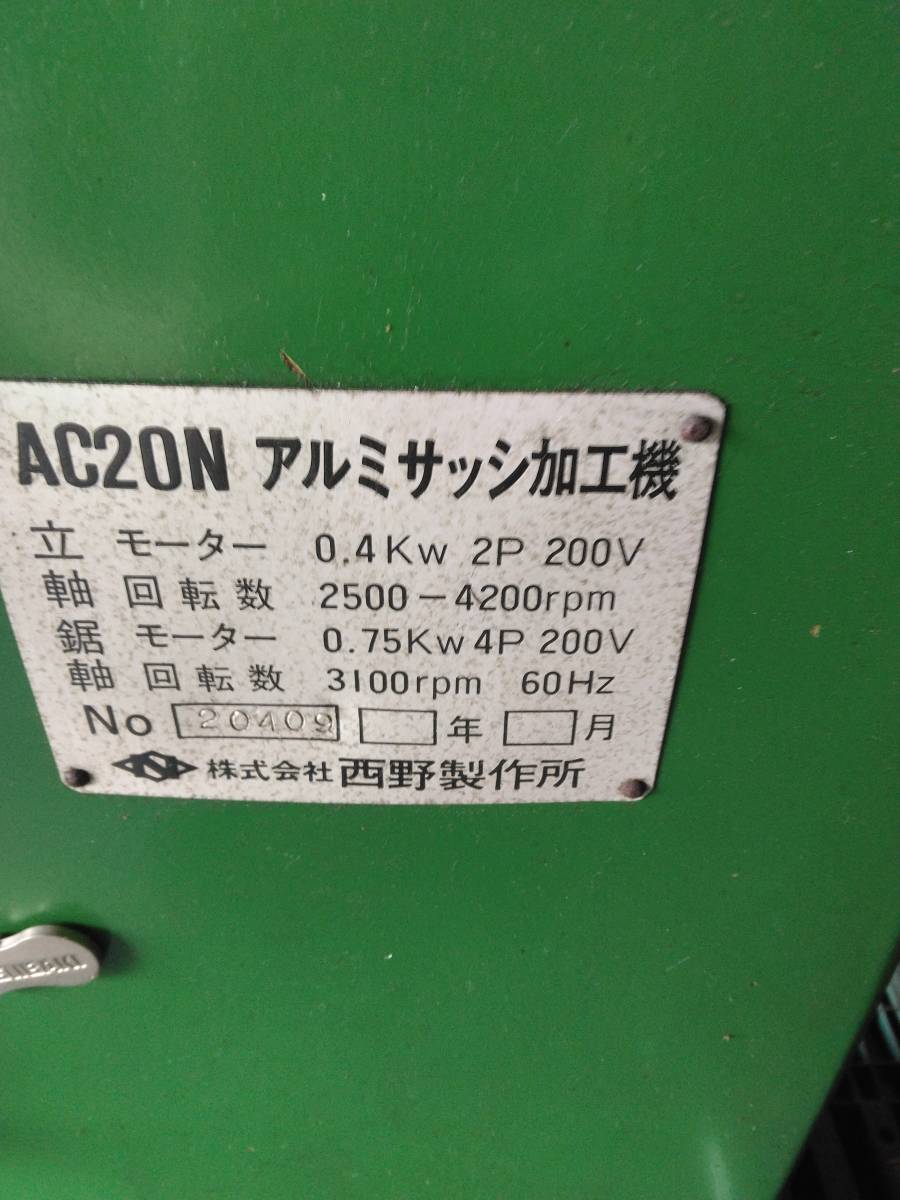 AC20N アルミサッシ加工機
立 モーター 0.4Kw 2P 200V
軸 回転数 2500-4200rpm
鋸 モーター 0.75Kw 4P 200V
軸 回転数 3100rpm 60Hz
No 20409 年 月
株式会社 西野製作所